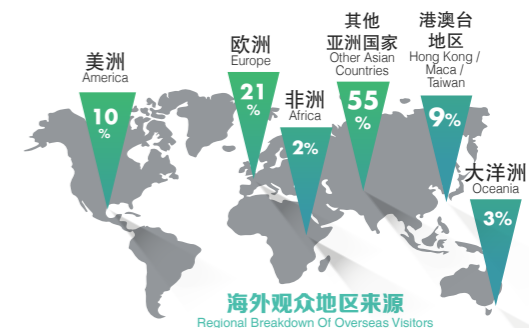 美洲
America
10
%
欧洲
Europe
21
%
非洲
Africa
2%
其他
亚洲国家
Other Asian
Countries
55
%
港澳台
地区
Hong Kong /
Maca /
Taiwan
9%
大洋洲
Oceania
3%
海外观众地区来源
Regional Breakdown Of Overseas Visitors